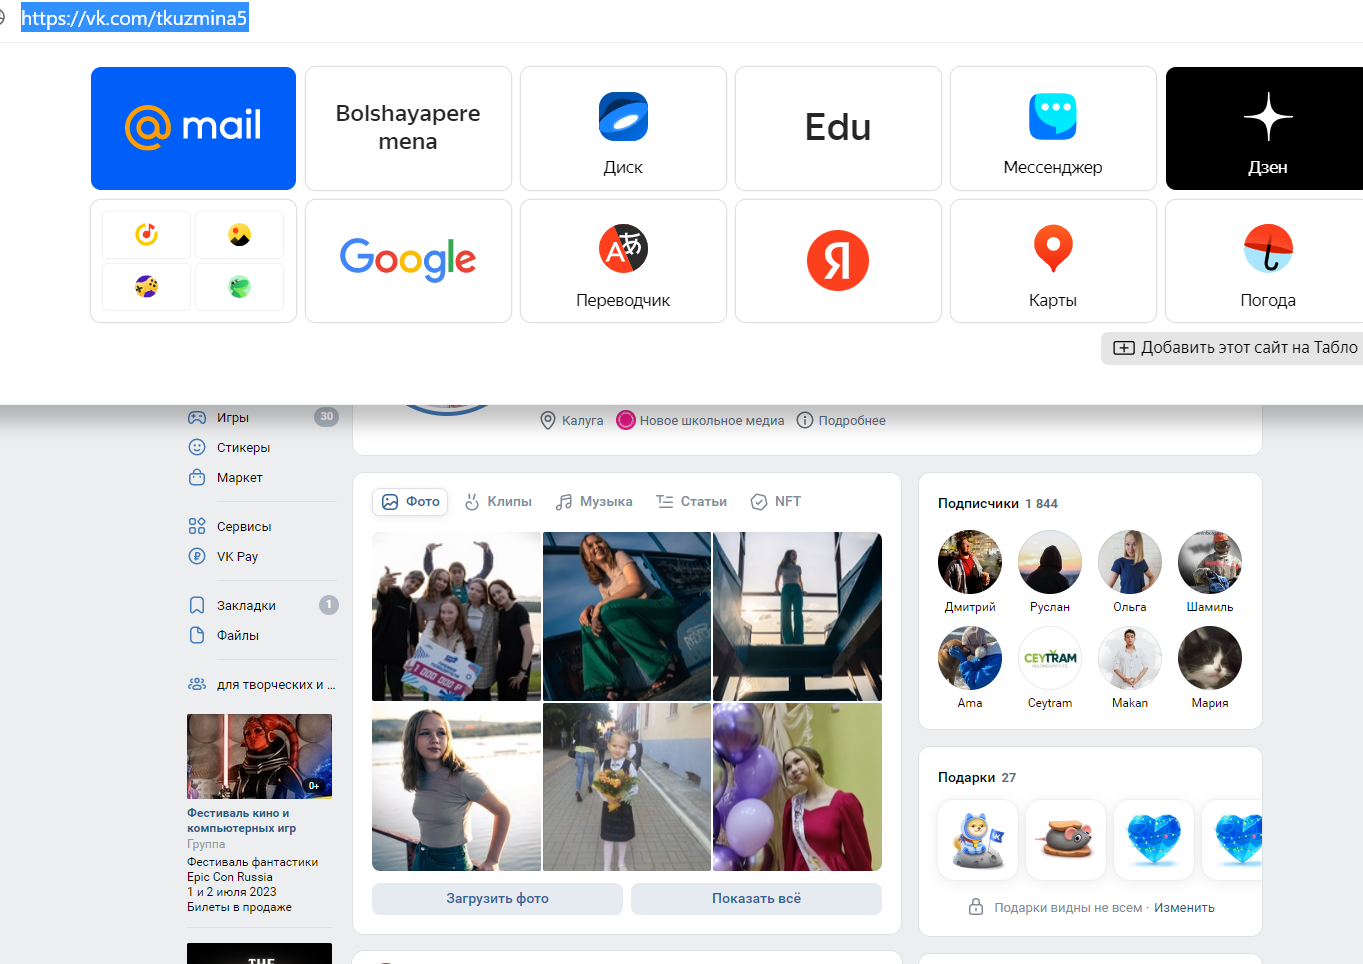 https://vk.com/tkuzmina5
@mail
Bolshayapere
mena
Диск
Edu
Мессенджер
Дзен
Google
Переводчик
Я
Карты
Погода
Добавить этот сайт на Табло
Игры 30
Стикеры
Маркет
Сервисы
VK Pay
Закладки 1
Файлы
для творческих и ...
0+
Фестиваль кино и
компьютерных игр
Группа
Фестиваль фантастики
Epic Con Russia
1 и 2 июля 2023
Билеты в продаже
THE
Калуга Новое школьное медиа Подробнее
Фото Клипы Музыка Статьи NFT
1 000 000 ₽
Загрузить фото Показать всё
Подписчики 1 844
Дмитрий Руслан Ольга Шамиль
CEYTRAM
Ama Ceytram Makan Мария
Подарки 27
Подарки видны не всем · Изменить